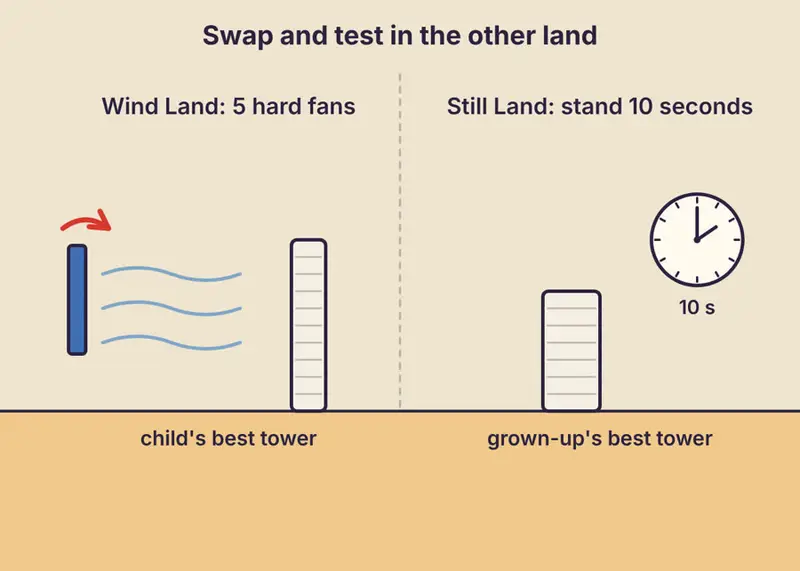 Swap and test in the other land
Wind Land: 5 hard fans
Still Land: stand 10 seconds
10 s
child's best tower
grown-up's best tower